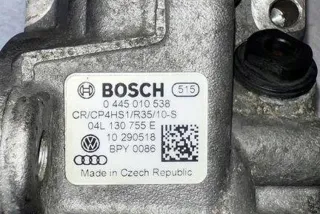 BOSCH 515
0 445 010 538
CR/CP4HS1/R35/10-S
04L 130 755 E
10 290518
BPY 0086
Made in Czech Republic